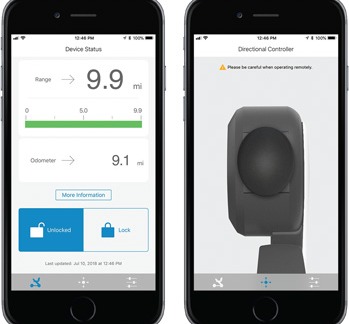 12:46 PM
100%
Device Status
Range
9.9 mi
0 5.0 9.9
Odometer
9.1 mi
More Information
Unlocked
Lock
Last updated: Jul 10, 2018 at 12:46 PM
12:46 PM
100%
Directional Controller
Please be careful when operating remotely.